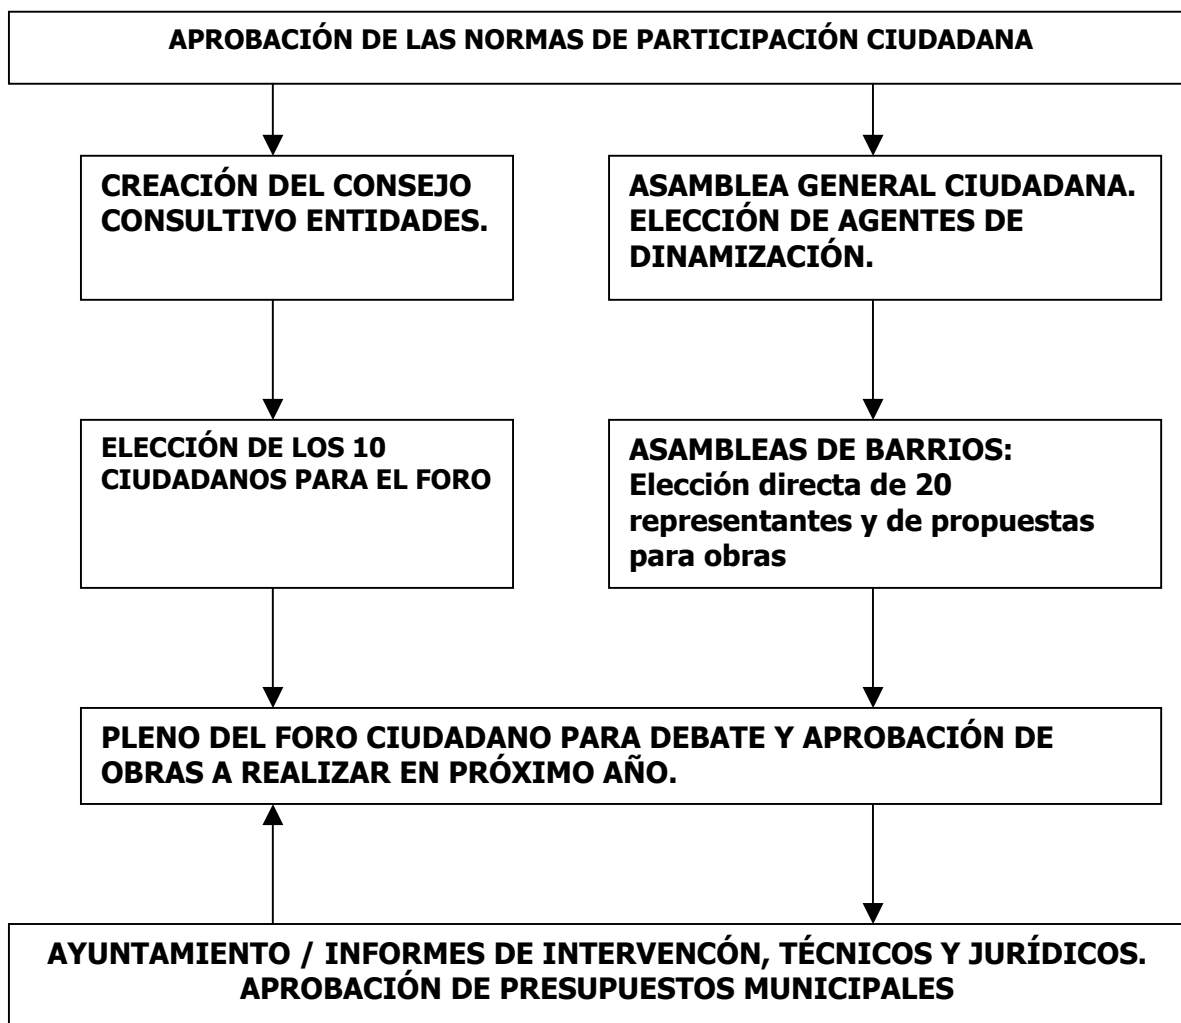 APROBACIÓN DE LAS NORMAS DE PARTICIPACIÓN CIUDADANA
CREACIÓN DEL CONSEJO
CONSULTIVO ENTIDADES.
ASAMBLEA GENERAL CIUDADANA.
ELECCIÓN DE AGENTES DE
DINAMIZACIÓN.
ELECCIÓN DE LOS 10
CIUDADANOS PARA EL FORO
ASAMBLEAS DE BARRIOS:
Elección directa de 20
representantes y de propuestas
para obras
PLENO DEL FORO CIUDADANO PARA DEBATE Y APROBACIÓN DE
OBRAS A REALIZAR EN PRÓXIMO AÑO.
AYUNTAMIENTO / INFORMES DE INTERVENCÓN, TÉCNICOS Y JURÍDICOS.
APROBACIÓN DE PRESUPUESTOS MUNICIPALES